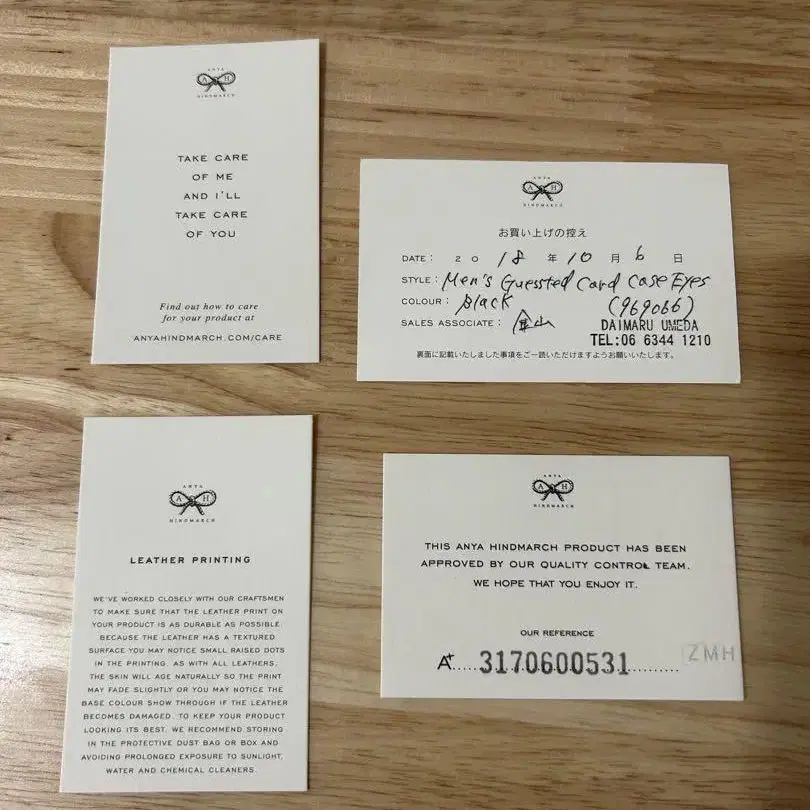 ANYA
A H
HINDMARCH
TAKE CARE
OF ME
AND I'LL
TAKE CARE
OF YOU
Find out how to care
for your product at
ANYAHINDMARCH.COM/CARE
ANYA
A H
HINDMARCH
お買い上げの控え
DATE: 2018年10月6日
STYLE: Men's Guessted Card Case Eyes
COLOUR: Black (969066)
SALES ASSOCIATE: 金山 DAIMARU UMEDA
TEL:06 6344 1210
裏面に記載いたしました事項をご一読いただけますようお願いいたします。
ANYA
A H
HINDMARCH
LEATHER PRINTING
WE'VE WORKED CLOSELY WITH OUR CRAFTSMEN
TO MAKE SURE THAT THE LEATHER PRINT ON
YOUR PRODUCT IS AS DURABLE AS POSSIBLE.
BECAUSE THE LEATHER HAS A TEXTURED
SURFACE YOU MAY NOTICE SMALL RAISED DOTS
IN THE PRINTING. AS WITH ALL LEATHERS,
THE SKIN WILL AGE NATURALLY SO THE PRINT
MAY FADE SLIGHTLY OR YOU MAY NOTICE THE
BASE COLOUR SHOW THROUGH IF THE LEATHER
BECOMES DAMAGED. TO KEEP YOUR PRODUCT
LOOKING ITS BEST, WE RECOMMEND STORING
IN THE PROTECTIVE DUST BAG OR BOX AND
AVOIDING PROLONGED EXPOSURE TO SUNLIGHT,
WATER AND CHEMICAL CLEANERS.
ANYA
A H
HINDMARCH
THIS ANYA HINDMARCH PRODUCT HAS BEEN
APPROVED BY OUR QUALITY CONTROL TEAM.
WE HOPE THAT YOU ENJOY IT.
OUR REFERENCE
A+.....3170600531.......... ZMH